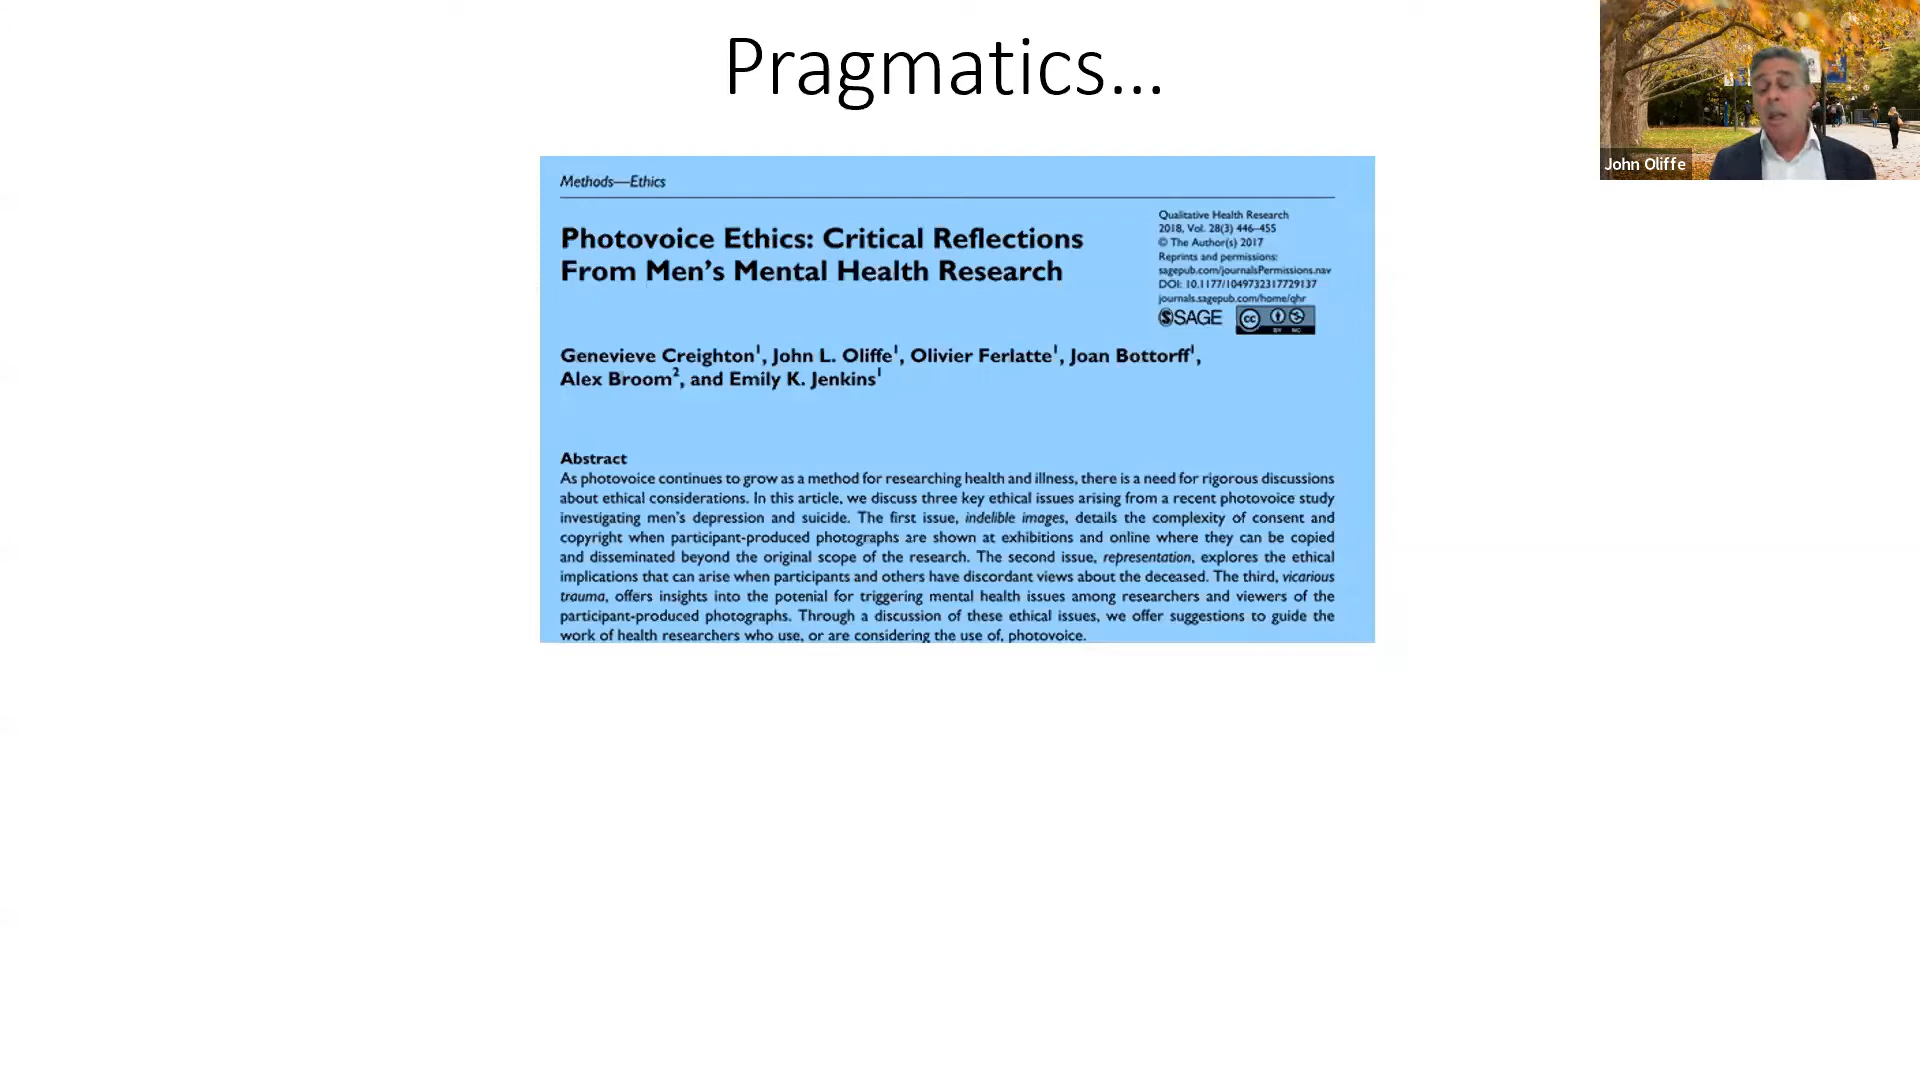 Pragmatics...
John Oliffe
Methods—Ethics
Photovoice Ethics: Critical Reflections
From Men’s Mental Health Research
Qualitative Health Research
2018, Vol. 28(3) 446–455
© The Author(s) 2017
Reprints and permissions:
sagepub.com/journalsPermissions.nav
DOI: 10.1177/1049732317729137
journals.sagepub.com/home/qhr
SAGE
cc BY NC
Genevieve Creighton1, John L. Oliffe1, Olivier Ferlatte1, Joan Bottorff1,
Alex Broom2, and Emily K. Jenkins1
Abstract
As photovoice continues to grow as a method for researching health and illness, there is a need for rigorous discussions
about ethical considerations. In this article, we discuss three key ethical issues arising from a recent photovoice study
investigating men’s depression and suicide. The first issue, indelible images, details the complexity of consent and
copyright when participant-produced photographs are shown at exhibitions and online where they can be copied
and disseminated beyond the original scope of the research. The second issue, representation, explores the ethical
implications that can arise when participants and others have discordant views about the deceased. The third, vicarious
trauma, offers insights into the potenial for triggering mental health issues among researchers and viewers of the
participant-produced photographs. Through a discussion of these ethical issues, we offer suggestions to guide the
work of health researchers who use, or are considering the use of, photovoice.